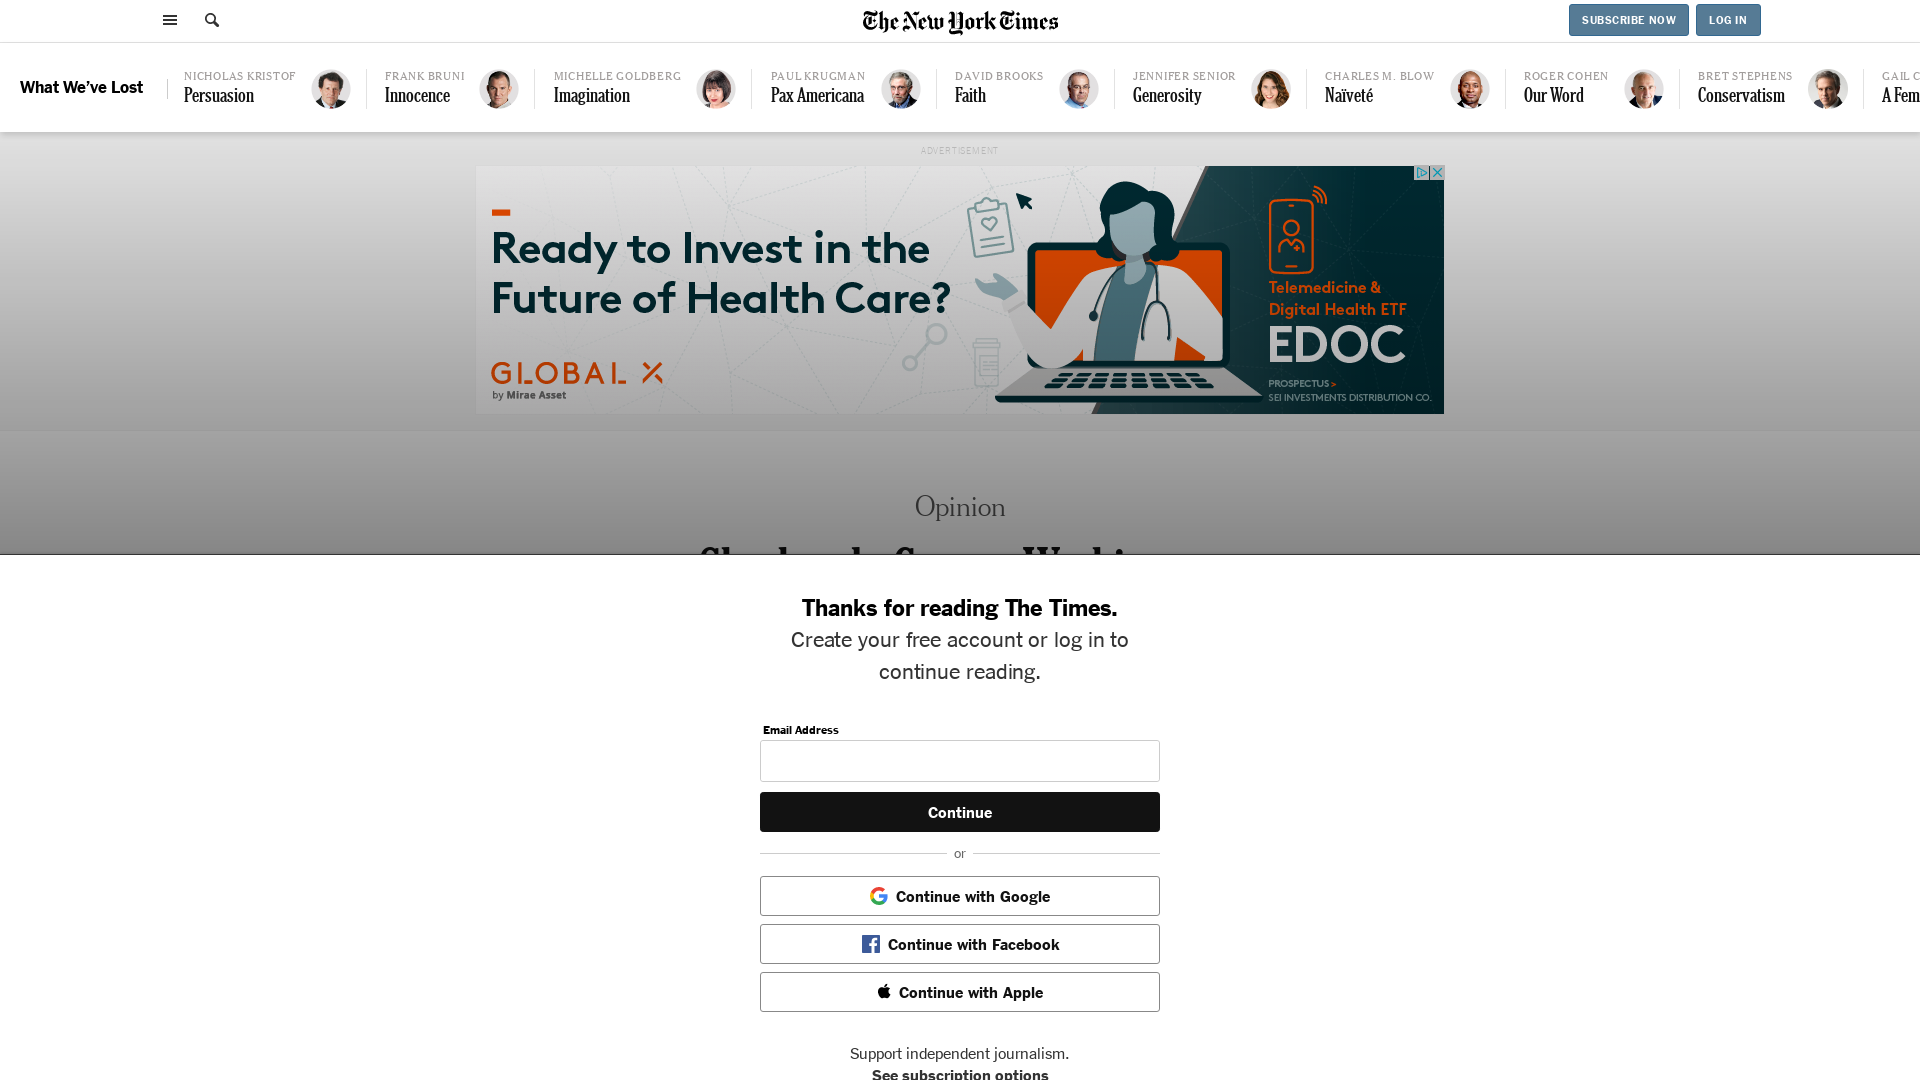 The New York Times
SUBSCRIBE NOW
LOG IN
What We’ve Lost
NICHOLAS KRISTOF
Persuasion
FRANK BRUNI
Innocence
MICHELLE GOLDBERG
Imagination
PAUL KRUGMAN
Pax Americana
DAVID BROOKS
Faith
JENNIFER SENIOR
Generosity
CHARLES M. BLOW
Naïveté
ROGER COHEN
Our Word
BRET STEPHENS
Conservatism
GAIL C
A Fem
ADVERTISEMENT
Ready to Invest in the
Future of Health Care?
GLOBAL X
by Mirae Asset
Telemedicine &
Digital Health ETF
EDOC
PROSPECTUS >
SEI INVESTMENTS DISTRIBUTION CO.
Opinion
Thanks for reading The Times.
Create your free account or log in to
continue reading.
Email Address
Continue
or
Continue with Google
Continue with Facebook
Continue with Apple
Support independent journalism.
See subscription options